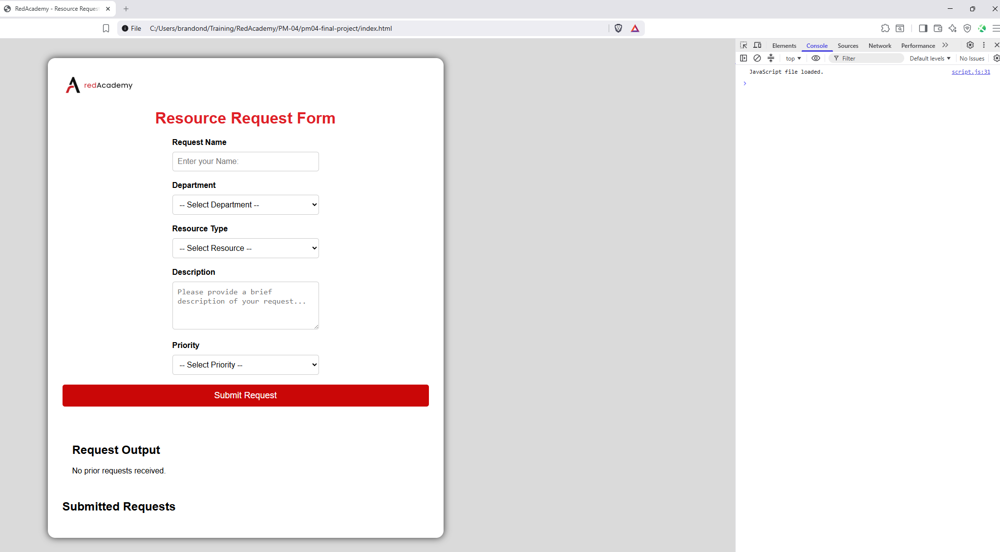 RedAcademy - Resource Reques
File C:/Users/brandond/Training/RedAcademy/PM-04/pm04-final-project/index.html
Elements Console Sources Network Performance
top Filter Default levels No Issues
JavaScript file loaded. script.js:31
redAcademy
Resource Request Form
Request Name
Enter your Name:
Department
-- Select Department --
Resource Type
-- Select Resource --
Description
Please provide a brief
description of your request...
Priority
-- Select Priority --
Submit Request
Request Output
No prior requests received.
Submitted Requests